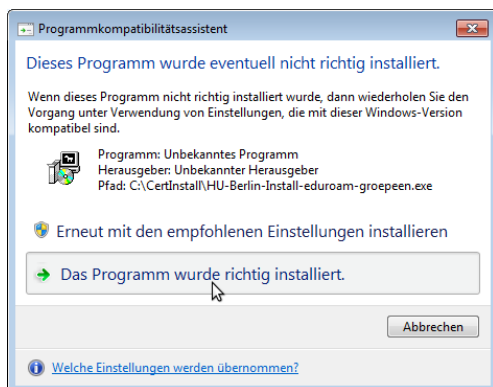 Programmkompatibilitätsassistent
Dieses Programm wurde eventuell nicht richtig installiert.
Wenn dieses Programm nicht richtig installiert wurde, dann wiederholen Sie den
Vorgang unter Verwendung von Einstellungen, die mit dieser Windows-Version
kompatibel sind.
Programm: Unbekanntes Programm
Herausgeber: Unbekannter Herausgeber
Pfad: C:\CertInstall\HU-Berlin-Install-eduroam-groepeen.exe
Erneut mit den empfohlenen Einstellungen installieren
Das Programm wurde richtig installiert.
Abbrechen
Welche Einstellungen werden übernommen?